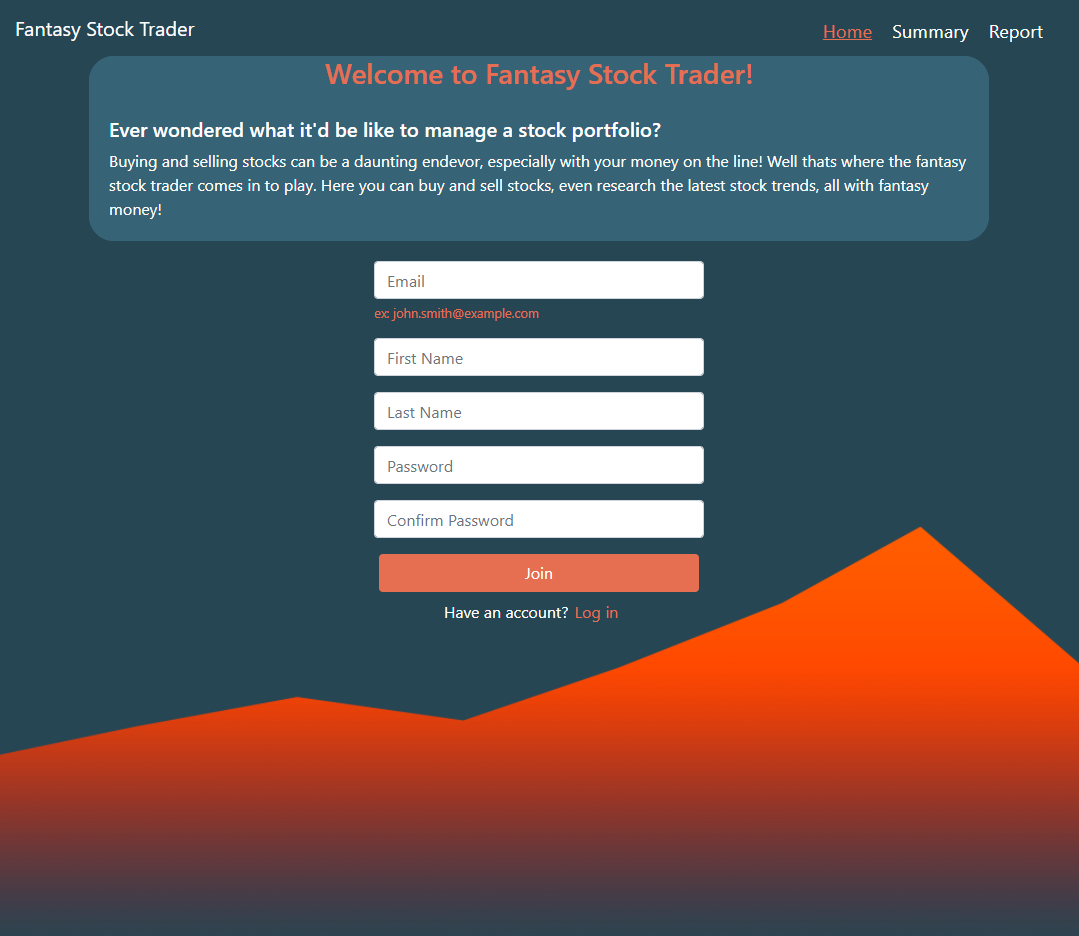 Fantasy Stock Trader
Home Summary Report
Welcome to Fantasy Stock Trader!
Ever wondered what it'd be like to manage a stock portfolio?
Buying and selling stocks can be a daunting endevor, especially with your money on the line! Well thats where the fantasy
stock trader comes in to play. Here you can buy and sell stocks, even research the latest stock trends, all with fantasy
money!
Email
ex: john.smith@example.com
First Name
Last Name
Password
Confirm Password
Join
Have an account? Log in